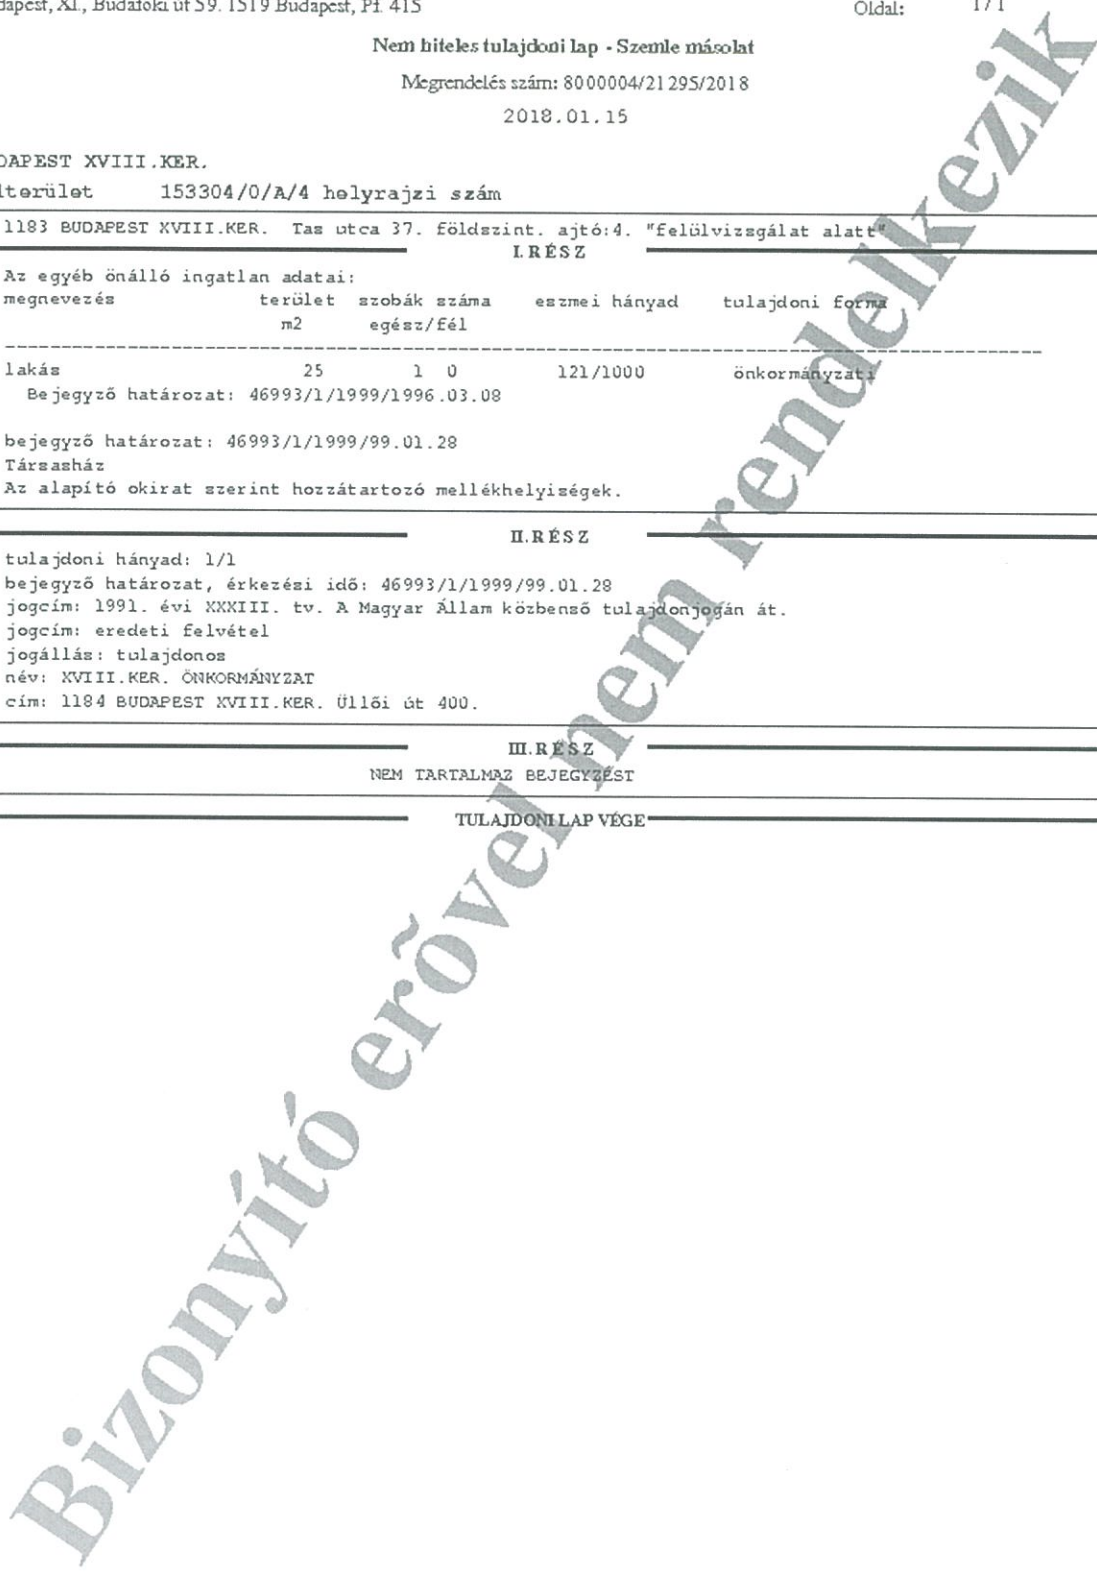 dapest, XI., Budafoki út 59. 1519 Budapest, Pf. 415
Oldal: 1 / 1
Nem hiteles tulajdoni lap - Szemle másolat
Megrendelés szám: 8000004/21295/2018
2018.01.15
DAPEST XVIII.KER.
lterület 153304/0/A/4 helyrajzi szám
1183 BUDAPEST XVIII.KER. Tas utca 37. földszint. ajtó:4. "felülvizsgálat alatt"
I.RÉSZ
Az egyéb önálló ingatlan adatai:
megnevezés terület szobák száma eszmei hányad tulajdoni forma
m2 egész/fél
lakás 25 1 0 121/1000 önkormányzati
Bejegyző határozat: 46993/1/1999/1996.03.08
bejegyző határozat: 46993/1/1999/99.01.28
Társasház
Az alapító okirat szerint hozzátartozó mellékhelyiségek.
II.RÉSZ
tulajdoni hányad: 1/1
bejegyző határozat, érkezési idő: 46993/1/1999/99.01.28
jogcím: 1991. évi XXXIII. tv. A Magyar Állam közbenső tulajdonjogán át.
jogcím: eredeti felvétel
jogállás: tulajdonos
név: XVIII.KER. ÖNKORMÁNYZAT
cím: 1184 BUDAPEST XVIII.KER. Üllői út 400.
III.RÉSZ
NEM TARTALMAZ BEJEGYZÉST
TULAJDONI LAP VÉGE
Bizonyító erõvel nem rendelkezik